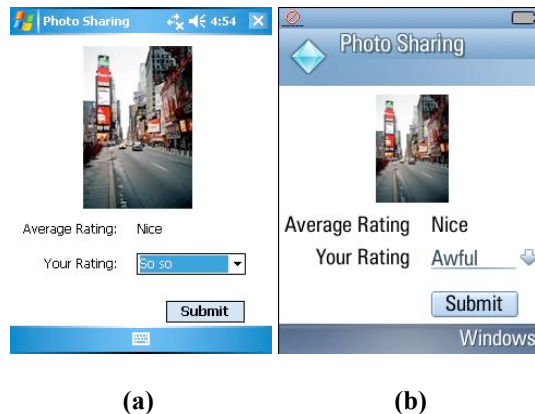 Photo Sharing 4:54
Average Rating: Nice
Your Rating: So so
Submit
Photo Sharing
Average Rating Nice
Your Rating Awful
Submit
Windows
(a) (b)